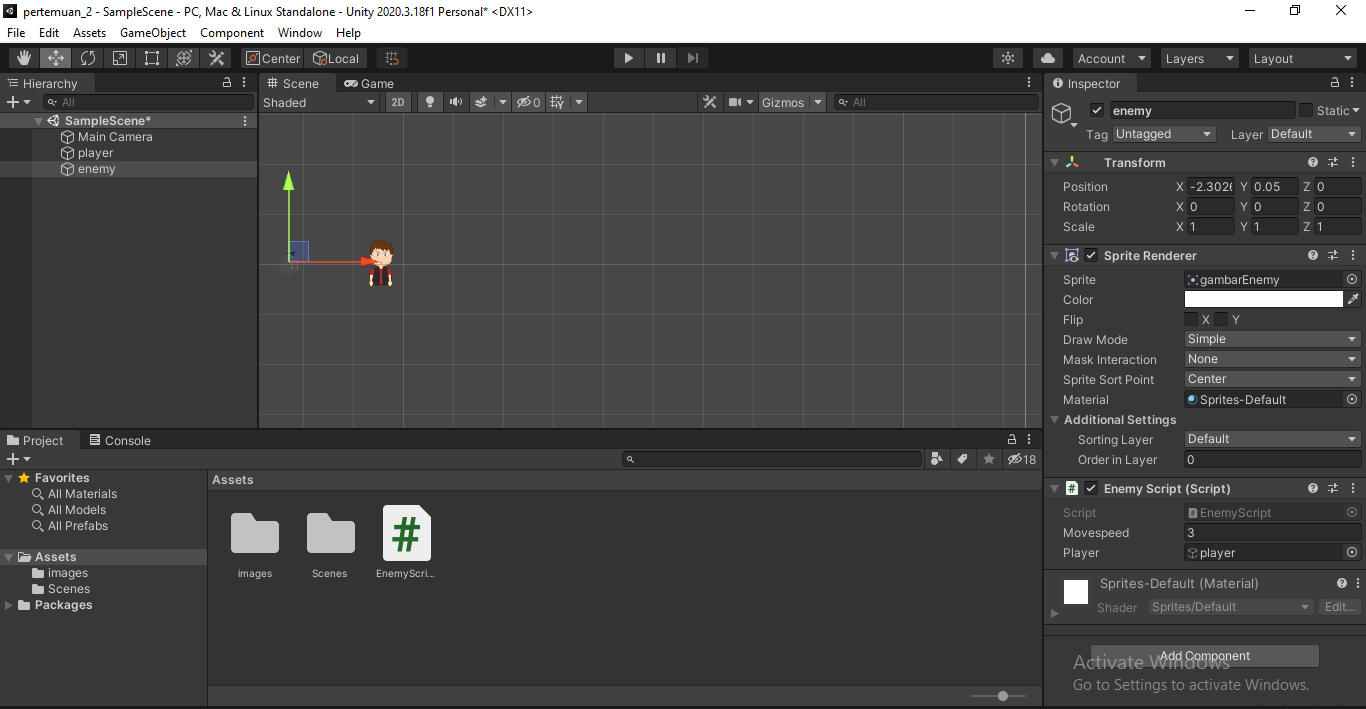 pertemuan_2 - SampleScene - PC, Mac & Linux Standalone - Unity 2020.3.18f1 Personal* <DX11>
File Edit Assets GameObject Component Window Help
Center Local Account Layers Layout
Hierarchy
All
SampleScene*
Main Camera
player
enemy
Scene Game
Shaded 2D 0 Gizmos All
Inspector
enemy Static
Tag Untagged Layer Default
Transform
Position X -2.3026 Y 0.05 Z 0
Rotation X 0 Y 0 Z 0
Scale X 1 Y 1 Z 1
Sprite Renderer
Sprite gambarEnemy
Color
Flip X Y
Draw Mode Simple
Mask Interaction None
Sprite Sort Point Center
Material Sprites-Default
Additional Settings
Sorting Layer Default
Order in Layer 0
# Enemy Script (Script)
Script EnemyScript
Movespeed 3
Player player
Sprites-Default (Material)
Shader Sprites/Default Edit...
Add Component
Activate Windows
Go to Settings to activate Windows.
Project Console
18
Favorites
All Materials
All Models
All Prefabs
Assets
images
Scenes
Packages
Assets
#
images Scenes EnemyScri...